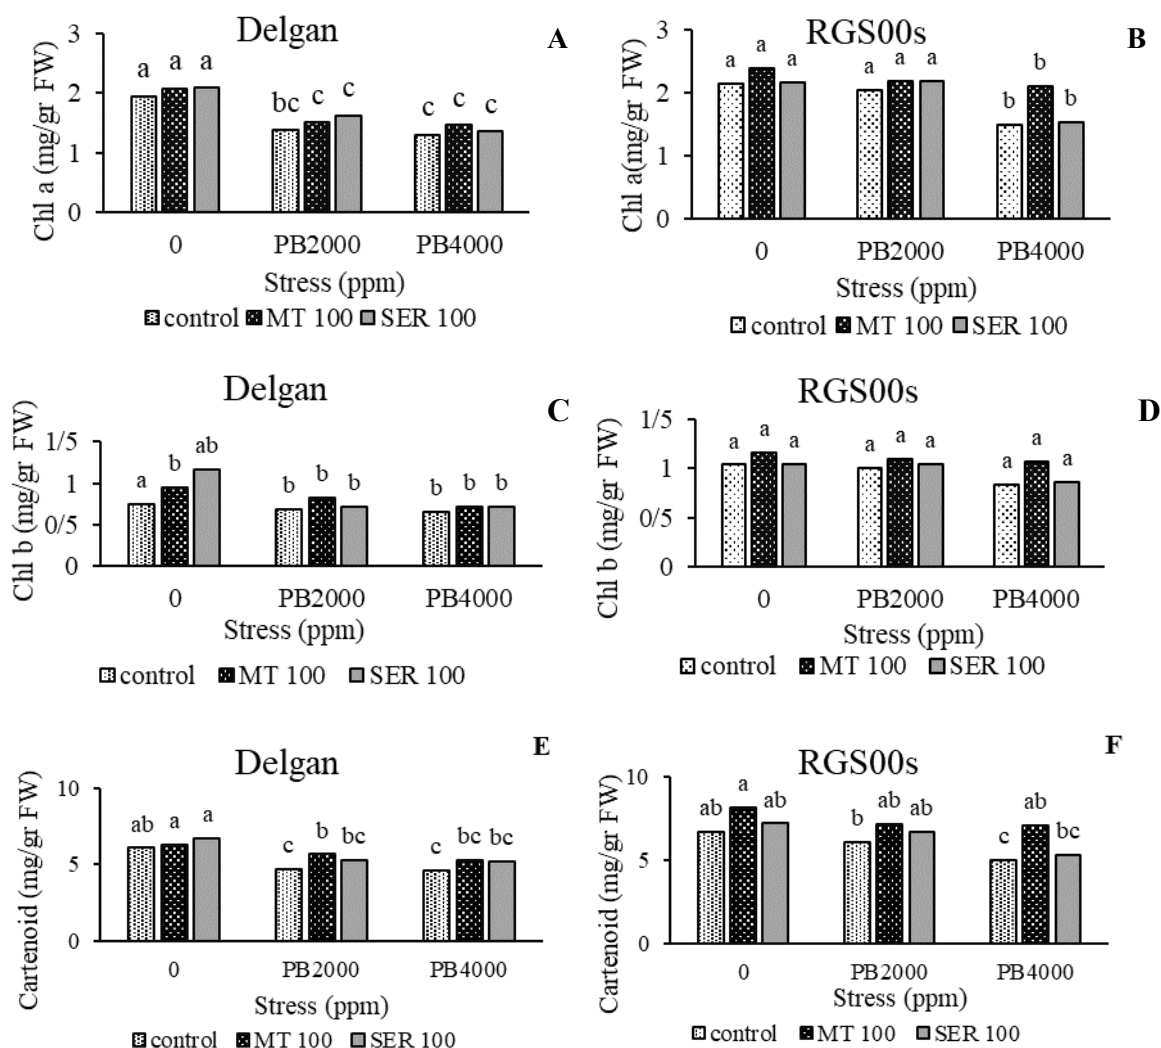 Delgan
A
Chl a (mg/gr FW)
3
2
1
0
a a a
bc c c
c c c
0 PB2000 PB4000
Stress (ppm)
control MT 100 SER 100
RGS00s
B
Chl a(mg/gr FW)
3
2
1
0
a a a
a a a
b b b
0 PB2000 PB4000
Stress (ppm)
control MT 100 SER 100
Delgan
C
Chl b (mg/gr FW)
1/5
1
0/5
0
a b ab
b b b
b b b
0 PB2000 PB4000
Stress (ppm)
control MT 100 SER 100
RGS00s
D
Chl b (mg/gr FW)
1/5
1
0/5
0
a a a
a a a
a a a
0 PB2000 PB4000
Stress (ppm)
control MT 100 SER 100
Delgan
E
Cartenoid (mg/gr FW)
10
5
0
ab a a
c b bc
c bc bc
0 PB2000 PB4000
Stress (ppm)
control MT 100 SER 100
RGS00s
F
Cartenoid (mg/gr FW)
10
5
0
ab a ab
b ab ab
c ab bc
0 PB2000 PB4000
Stress (ppm)
control MT 100 SER 100